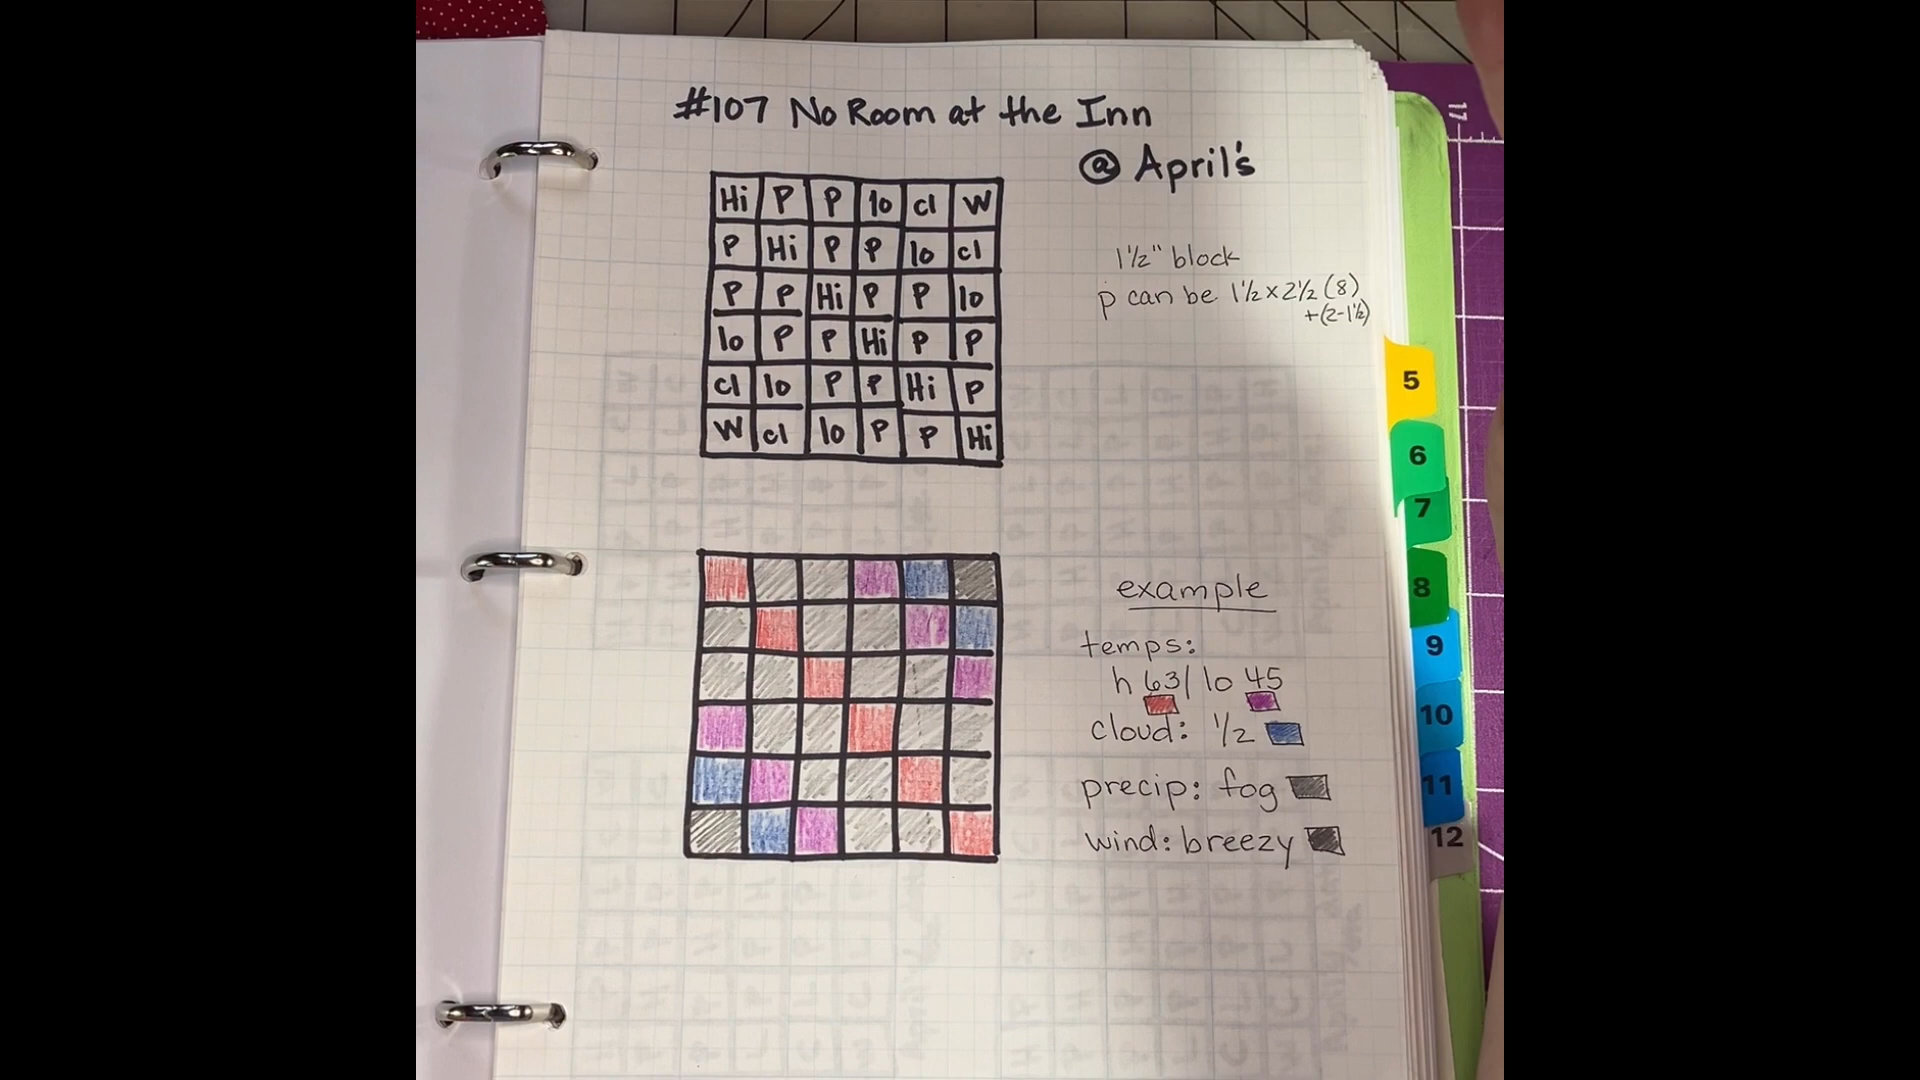 #107 No Room at the Inn
@ April's
Hi P P lo cl W
P Hi P P lo cl
P P Hi P P lo
lo P P Hi P P
cl lo P P Hi P
W cl lo P P Hi
1½" block
p can be 1½ x 2½ (8)
+(2-1½)
example
temps:
h 63/ lo 45
cloud: ½
precip: fog
wind: breezy
5
6
7
8
9
10
11
12